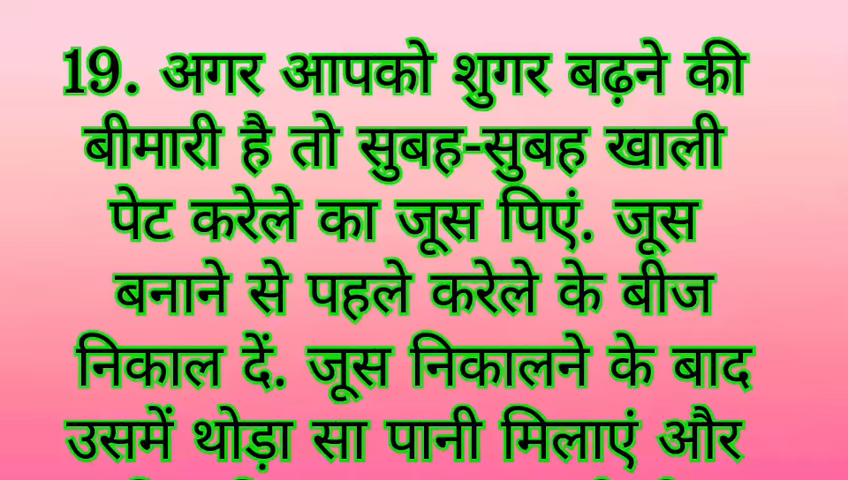 19. अगर आपको शुगर बढ़ने की
बीमारी है तो सुबह-सुबह खाली
पेट करेले का जूस पिएं. जूस
बनाने से पहले करेले के बीज
निकाल दें. जूस निकालने के बाद
उसमें थोड़ा सा पानी मिलाएं और